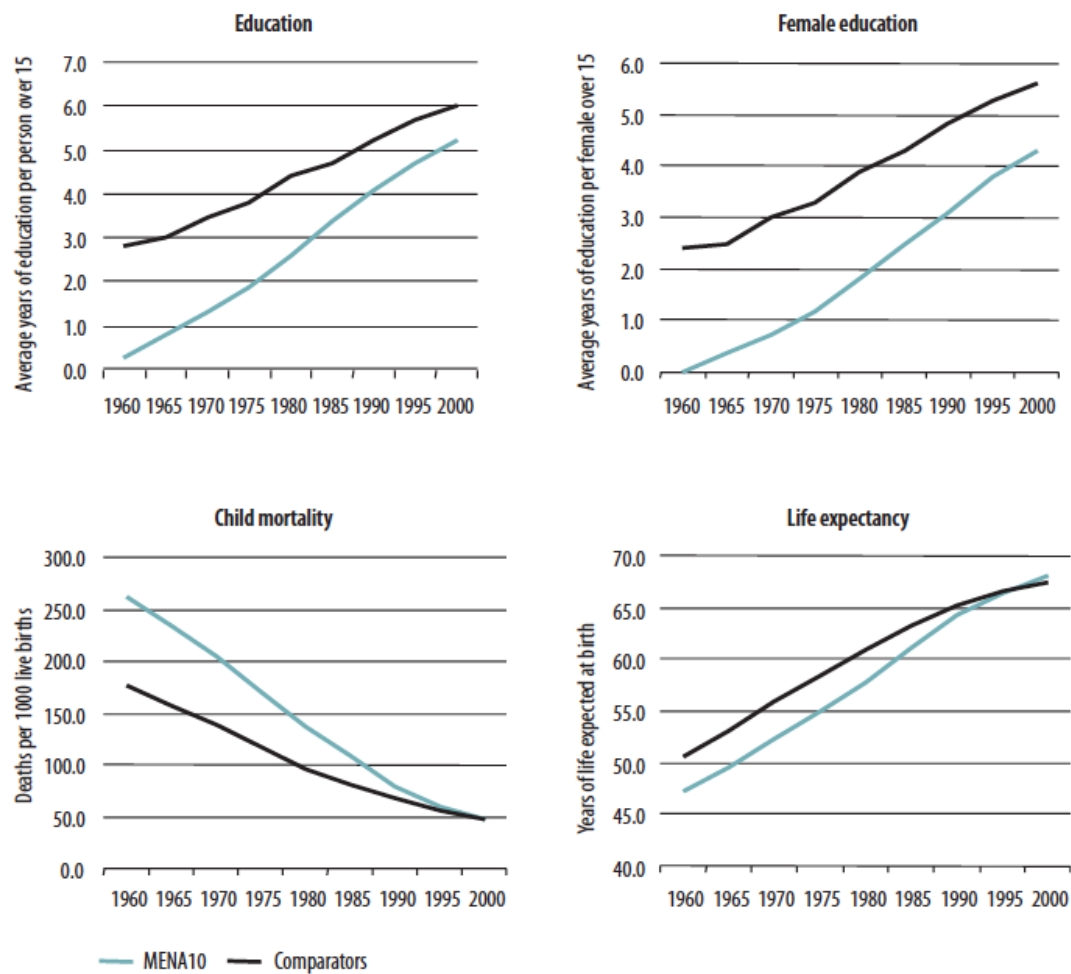 Education
Average years of education per person over 15
7.0
6.0
5.0
4.0
3.0
2.0
1.0
0.0
1960 1965 1970 1975 1980 1985 1990 1995 2000
Female education
Average years of education per female over 15
6.0
5.0
4.0
3.0
2.0
1.0
0.0
1960 1965 1970 1975 1980 1985 1990 1995 2000
Child mortality
Deaths per 1000 live births
300.0
250.0
200.0
150.0
100.0
50.0
0.0
1960 1965 1970 1975 1980 1985 1990 1995 2000
Life expectancy
Years of life expected at birth
70.0
65.0
60.0
55.0
50.0
45.0
40.0
1960 1965 1970 1975 1980 1985 1990 1995 2000
MENA10 Comparators